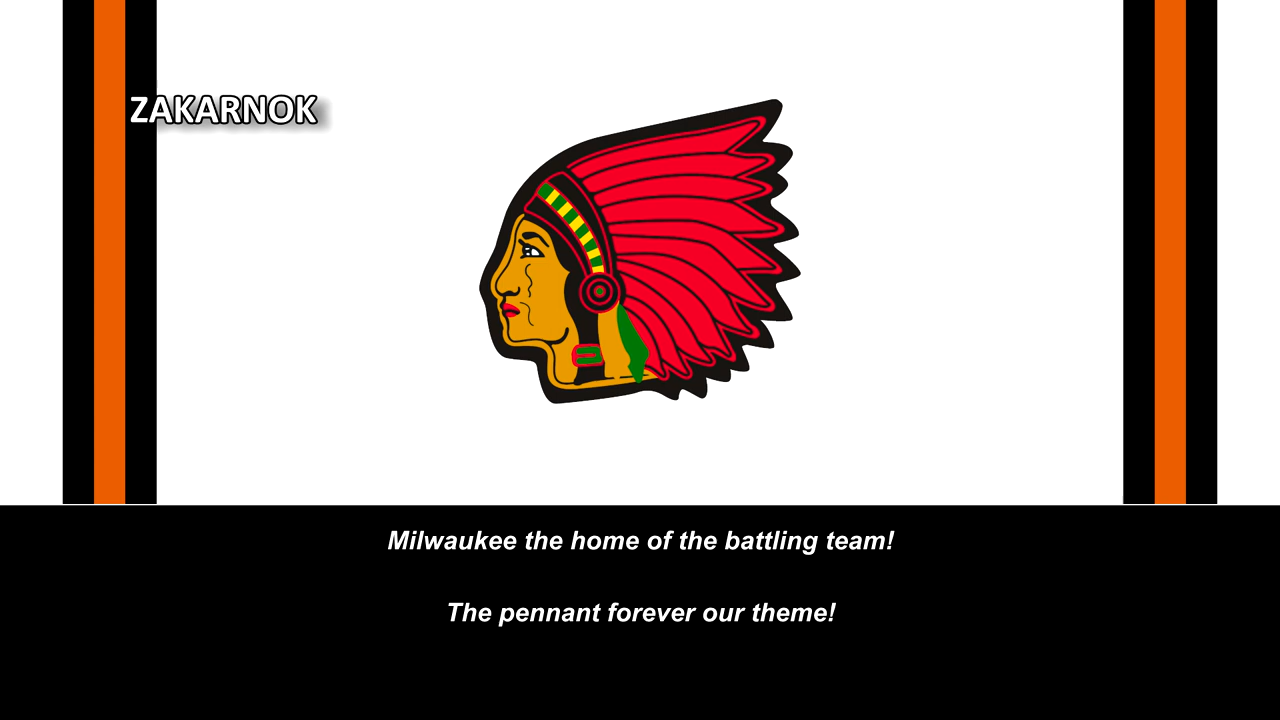 ZAKARNOK
Milwaukee the home of the battling team!
The pennant forever our theme!